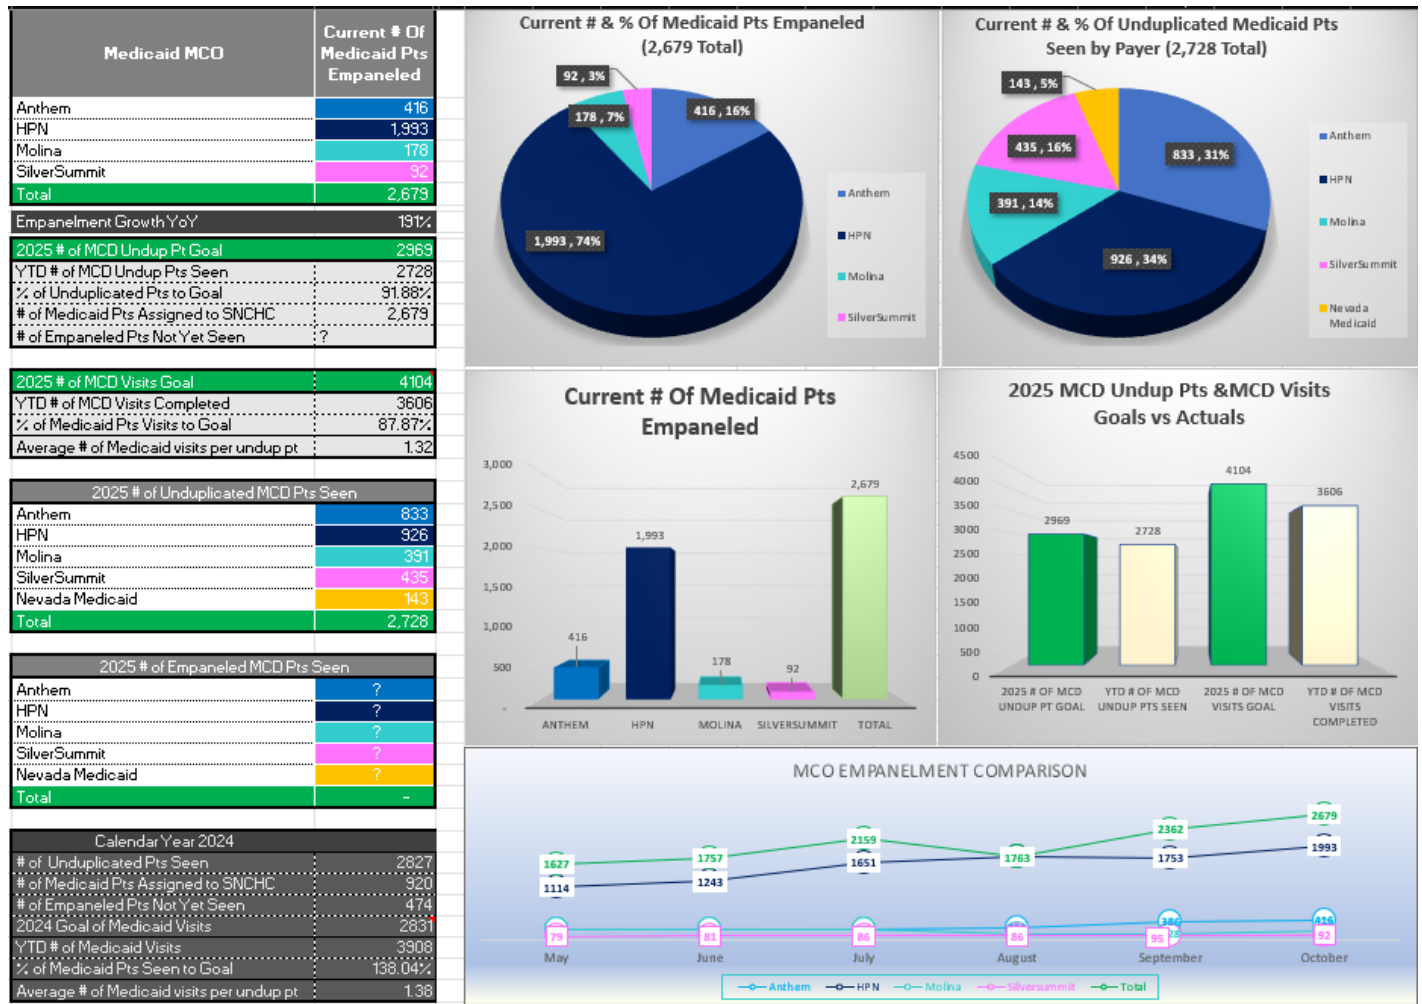 Medicaid MCO
Current # Of
Medicaid Pts
Empaneled
Anthem 416
HPN 1,993
Molina 178
SilverSummit 92
Total 2,679
Empanelment Growth YoY 191%
2025 # of MCD Undup Pt Goal 2969
YTD # of MCD Undup Pts Seen 2728
% of Unduplicated Pts to Goal 91.88%
# of Medicaid Pts Assigned to SNCHC 2,679
# of Empaneled Pts Not Yet Seen ?
2025 # of MCD Visits Goal 4104
YTD # of MCD Visits Completed 3606
% of Medicaid Pts Visits to Goal 87.87%
Average # of Medicaid visits per undup pt 1.32
2025 # of Unduplicated MCD Pts Seen
Anthem 833
HPN 926
Molina 391
SilverSummit 435
Nevada Medicaid 143
Total 2,728
2025 # of Empaneled MCD Pts Seen
Anthem ?
HPN ?
Molina ?
SilverSummit ?
Nevada Medicaid ?
Total -
Calendar Year 2024
# of Unduplicated Pts Seen 2827
# of Medicaid Pts Assigned to SNCHC 920
# of Empaneled Pts Not Yet Seen 474
2024 Goal of Medicaid Visits 2831
YTD # of Medicaid Visits 3908
% of Medicaid Pts Seen to Goal 138.04%
Average # of Medicaid visits per undup pt 1.38
Current # & % Of Medicaid Pts Empaneled
(2,679 Total)
92 , 3%
178 , 7%
416 , 16%
1,993 , 74%
Anthem
HPN
Molina
SilverSummit
Current # & % Of Unduplicated Medicaid Pts
Seen by Payer (2,728 Total)
143 , 5%
435 , 16%
833 , 31%
391 , 14%
926 , 34%
Anthem
HPN
Molina
SilverSummit
Nevada
Medicaid
Current # Of Medicaid Pts
Empaneled
3,000
2,500
2,000
1,500
1,000
500
-
416
1,993
178
92
2,679
ANTHEM HPN MOLINA SILVERSUMMIT TOTAL
2025 MCD Undup Pts &MCD Visits
Goals vs Actuals
4500
4000
3500
3000
2500
2000
1500
1000
500
0
2969
2728
4104
3606
2025 # OF MCD
UNDUP PT GOAL
YTD # OF MCD
UNDUP PTS SEEN
2025 # OF MCD
VISITS GOAL
YTD # OF MCD
VISITS
COMPLETED
MCO EMPANELMENT COMPARISON
1627 1757 2159 1763 2362 2679
1114 1243 1651 1753 1993
386 416
79 81 86 86 95 92
May June July August September October
Anthem HPN Molina Silversummit Total